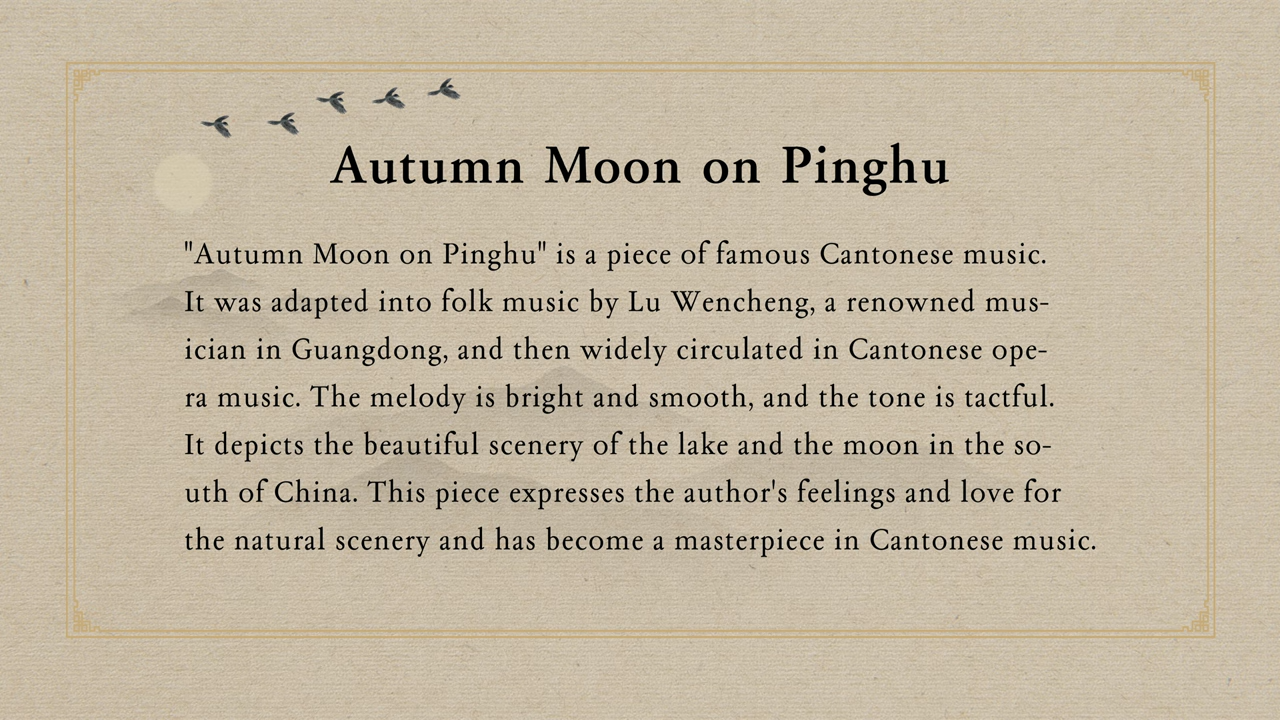 Autumn Moon on Pinghu
"Autumn Moon on Pinghu" is a piece of famous Cantonese music.
It was adapted into folk music by Lu Wencheng, a renowned mus-
ician in Guangdong, and then widely circulated in Cantonese ope-
ra music. The melody is bright and smooth, and the tone is tactful.
It depicts the beautiful scenery of the lake and the moon in the so-
uth of China. This piece expresses the author's feelings and love for
the natural scenery and has become a masterpiece in Cantonese music.